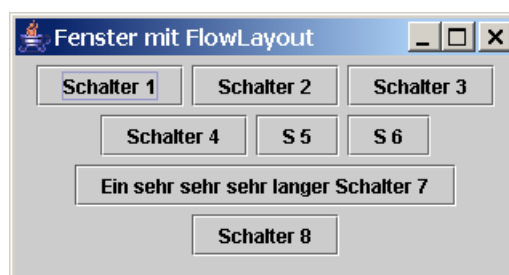 Fenster mit FlowLayout
Schalter 1 Schalter 2 Schalter 3
Schalter 4 S 5 S 6
Ein sehr sehr sehr langer Schalter 7
Schalter 8